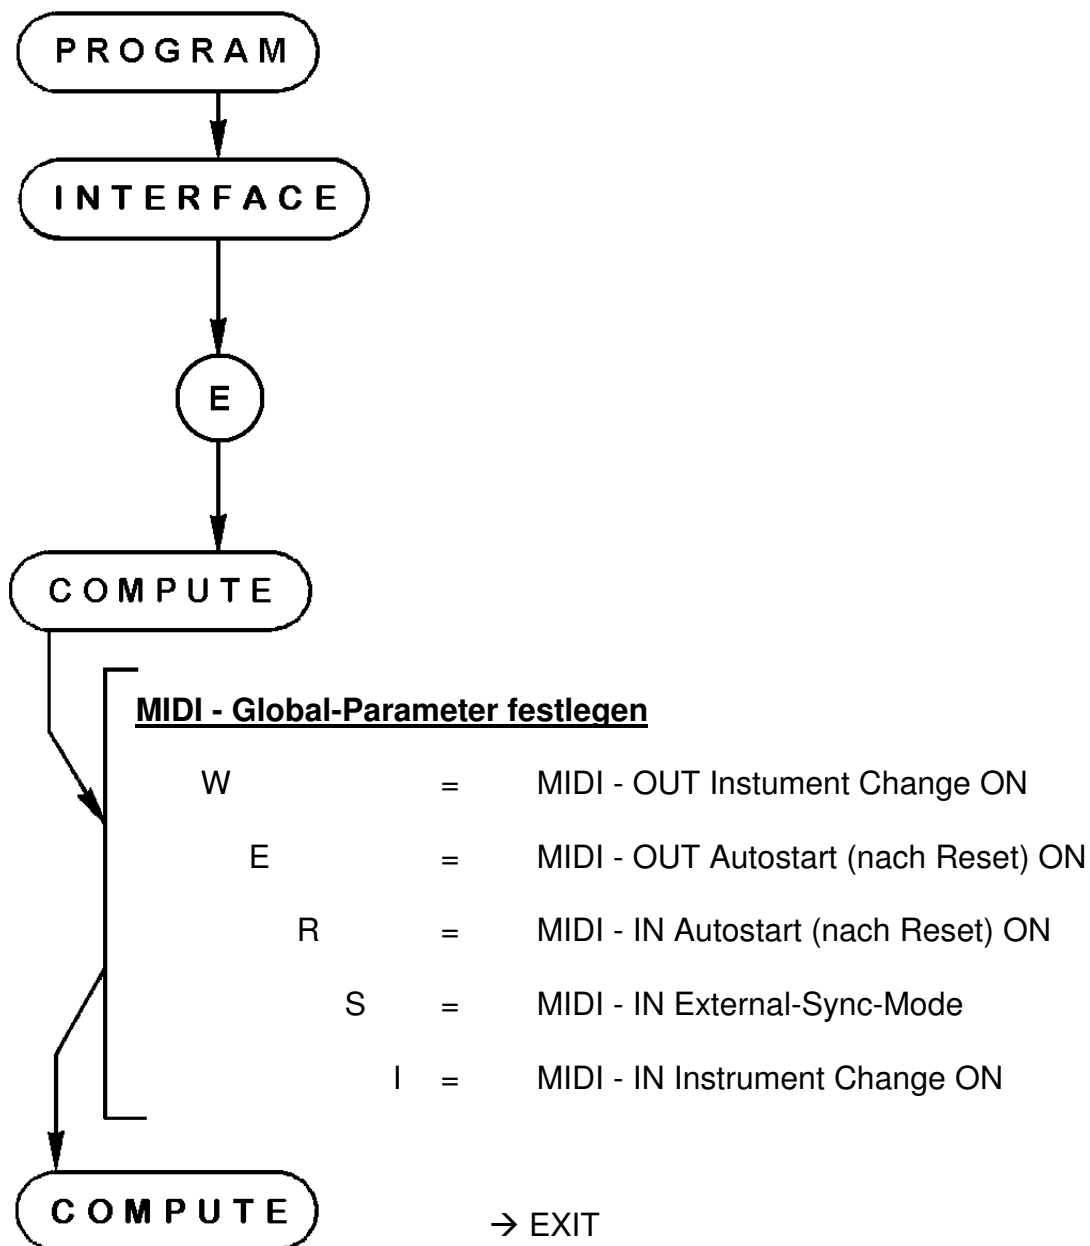 PROGRAM
INTERFACE
E
COMPUTE
MIDI - Global-Parameter festlegen
W = MIDI - OUT Instument Change ON
E = MIDI - OUT Autostart (nach Reset) ON
R = MIDI - IN Autostart (nach Reset) ON
S = MIDI - IN External-Sync-Mode
I = MIDI - IN Instrument Change ON
COMPUTE → EXIT